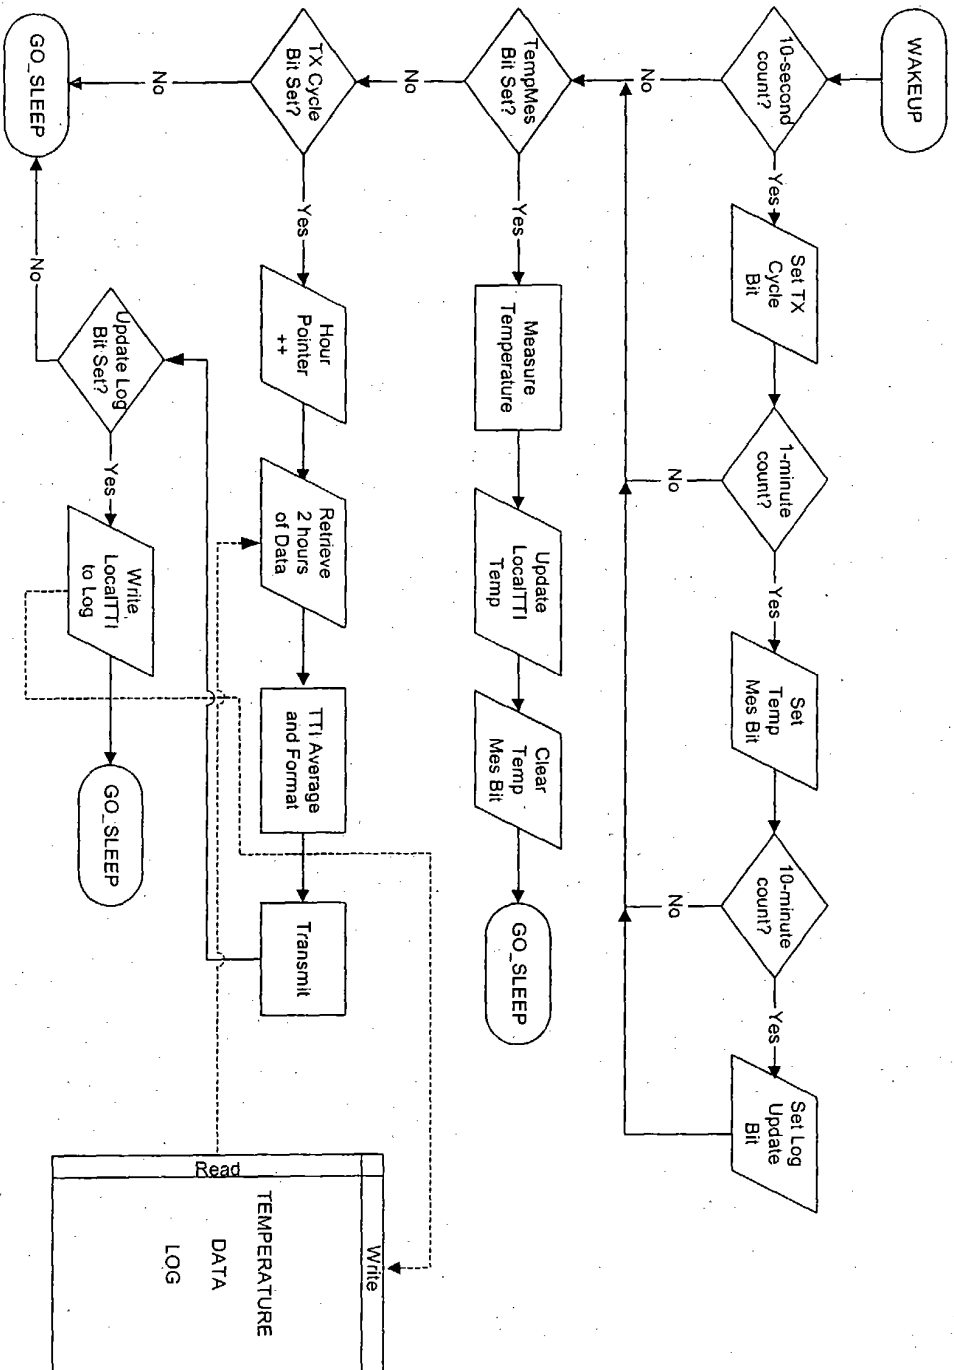 WAKEUP
10-second
count?
Yes
Set TX
Cycle
Bit
1-minute
count?
Yes
Set
Temp
Mes Bit
10-minute
count?
Yes
Set Log
Update
Bit
No
No
No
TempMes
Bit Set?
Yes
Measure
Temperature
Update
LocalTTI
Temp
Clear
Temp
Mes Bit
GO_SLEEP
No
TX Cycle
Bit Set?
Yes
Hour
Pointer
++
Retrieve
2 hours
of Data
TTI Average
and Format
Transmit
No
GO_SLEEP
No
Update Log
Bit Set?
Yes
Write
LocalTTI
to Log
GO_SLEEP
Write
Read
TEMPERATURE
DATA
LOG